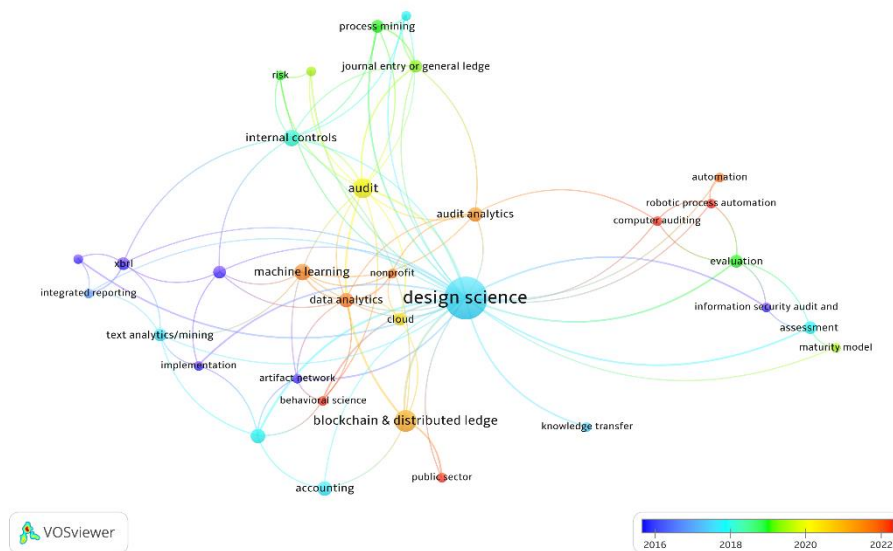 process mining
journal entry or general ledge
risk
internal controls
audit
automation
audit analytics
robotic process automation
computer auditing
evaluation
xbrl
machine learning
nonprofit
integrated reporting
data analytics
design science
information security audit and
cloud
assessment
text analytics/mining
maturity model
implementation
artifact network
behavioral science
blockchain & distributed ledge
knowledge transfer
public sector
accounting
VOSviewer
2016 2018 2020 2022